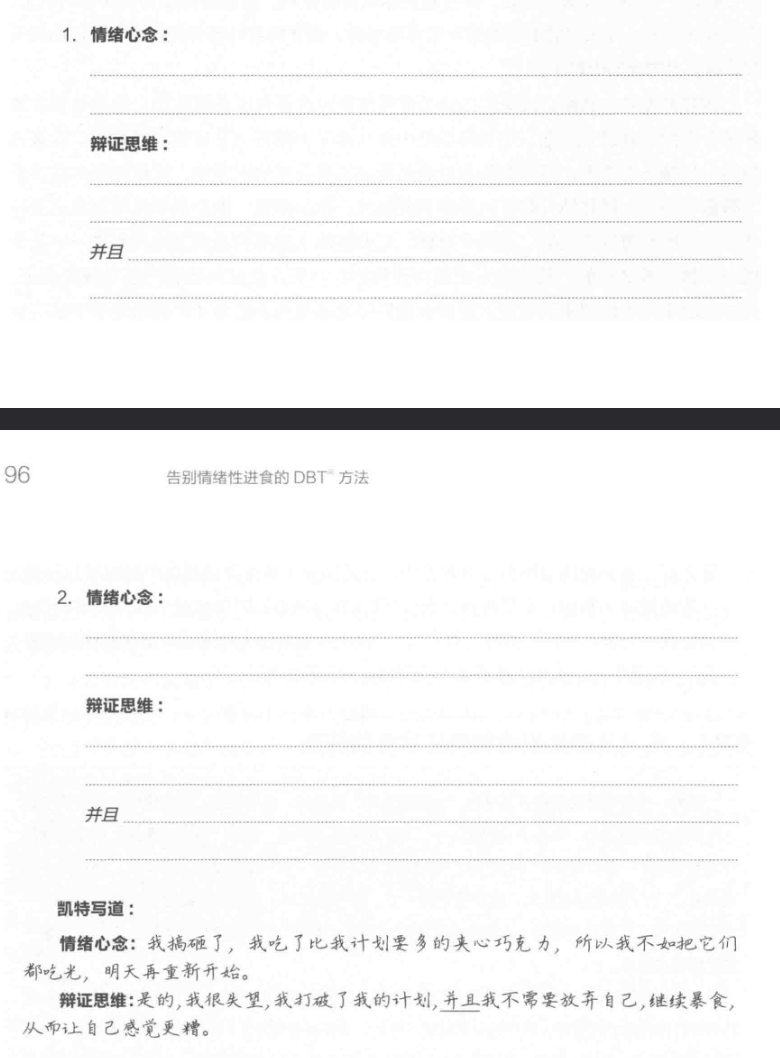 1. 情绪心念：
辩证思维：
并且
96 告别情绪性进食的 DBT® 方法
2. 情绪心念：
辩证思维：
并且
凯特写道：
情绪心念：我搞砸了，我吃了比我计划要多的夹心巧克力，所以我不如把它们
都吃光，明天再重新开始。
辩证思维：是的，我很失望，我打破了我的计划，并且我不需要放弃自己，继续暴食，
从而让自己感觉更糟。